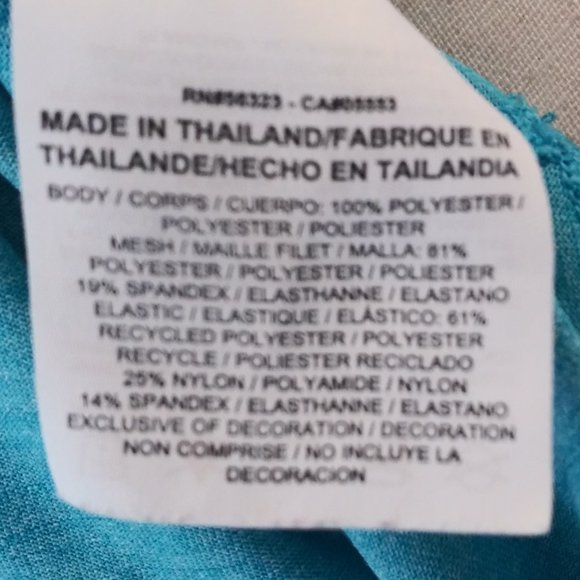 RN#56323 - CA#05553
MADE IN THAILAND/FABRIQUE EN
THAILANDE/HECHO EN TAILANDIA
BODY / CORPS / CUERPO: 100% POLYESTER /
POLYESTER / POLIESTER
MESH / MAILLE FILET / MALLA: 81%
POLYESTER / POLYESTER / POLIESTER
19% SPANDEX / ELASTHANNE / ELASTANO
ELASTIC / ELASTIQUE / ELÁSTICO: 61%
RECYCLED POLYESTER / POLYESTER
RECYCLE / POLIESTER RECICLADO
25% NYLON / POLYAMIDE / NYLON
14% SPANDEX / ELASTHANNE / ELASTANO
EXCLUSIVE OF DECORATION / DECORATION
NON COMPRISE / NO INCLUYE LA
DECORACION